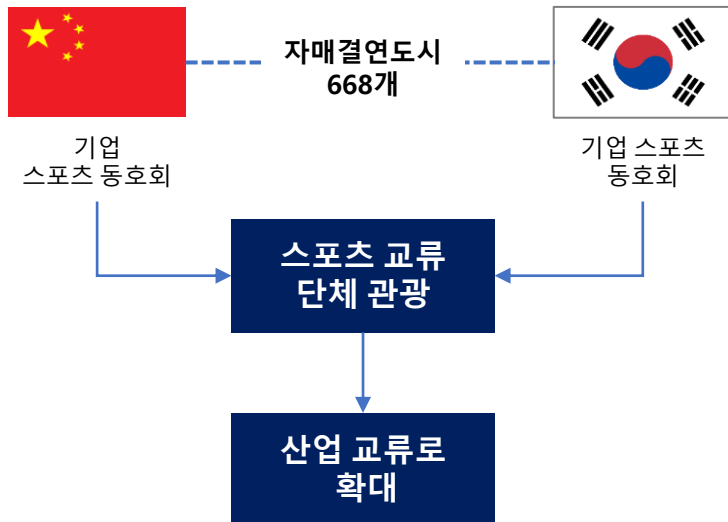 자매결연도시
668개
기업
스포츠 동호회
기업 스포츠
동호회
스포츠 교류
단체 관광
산업 교류로
확대